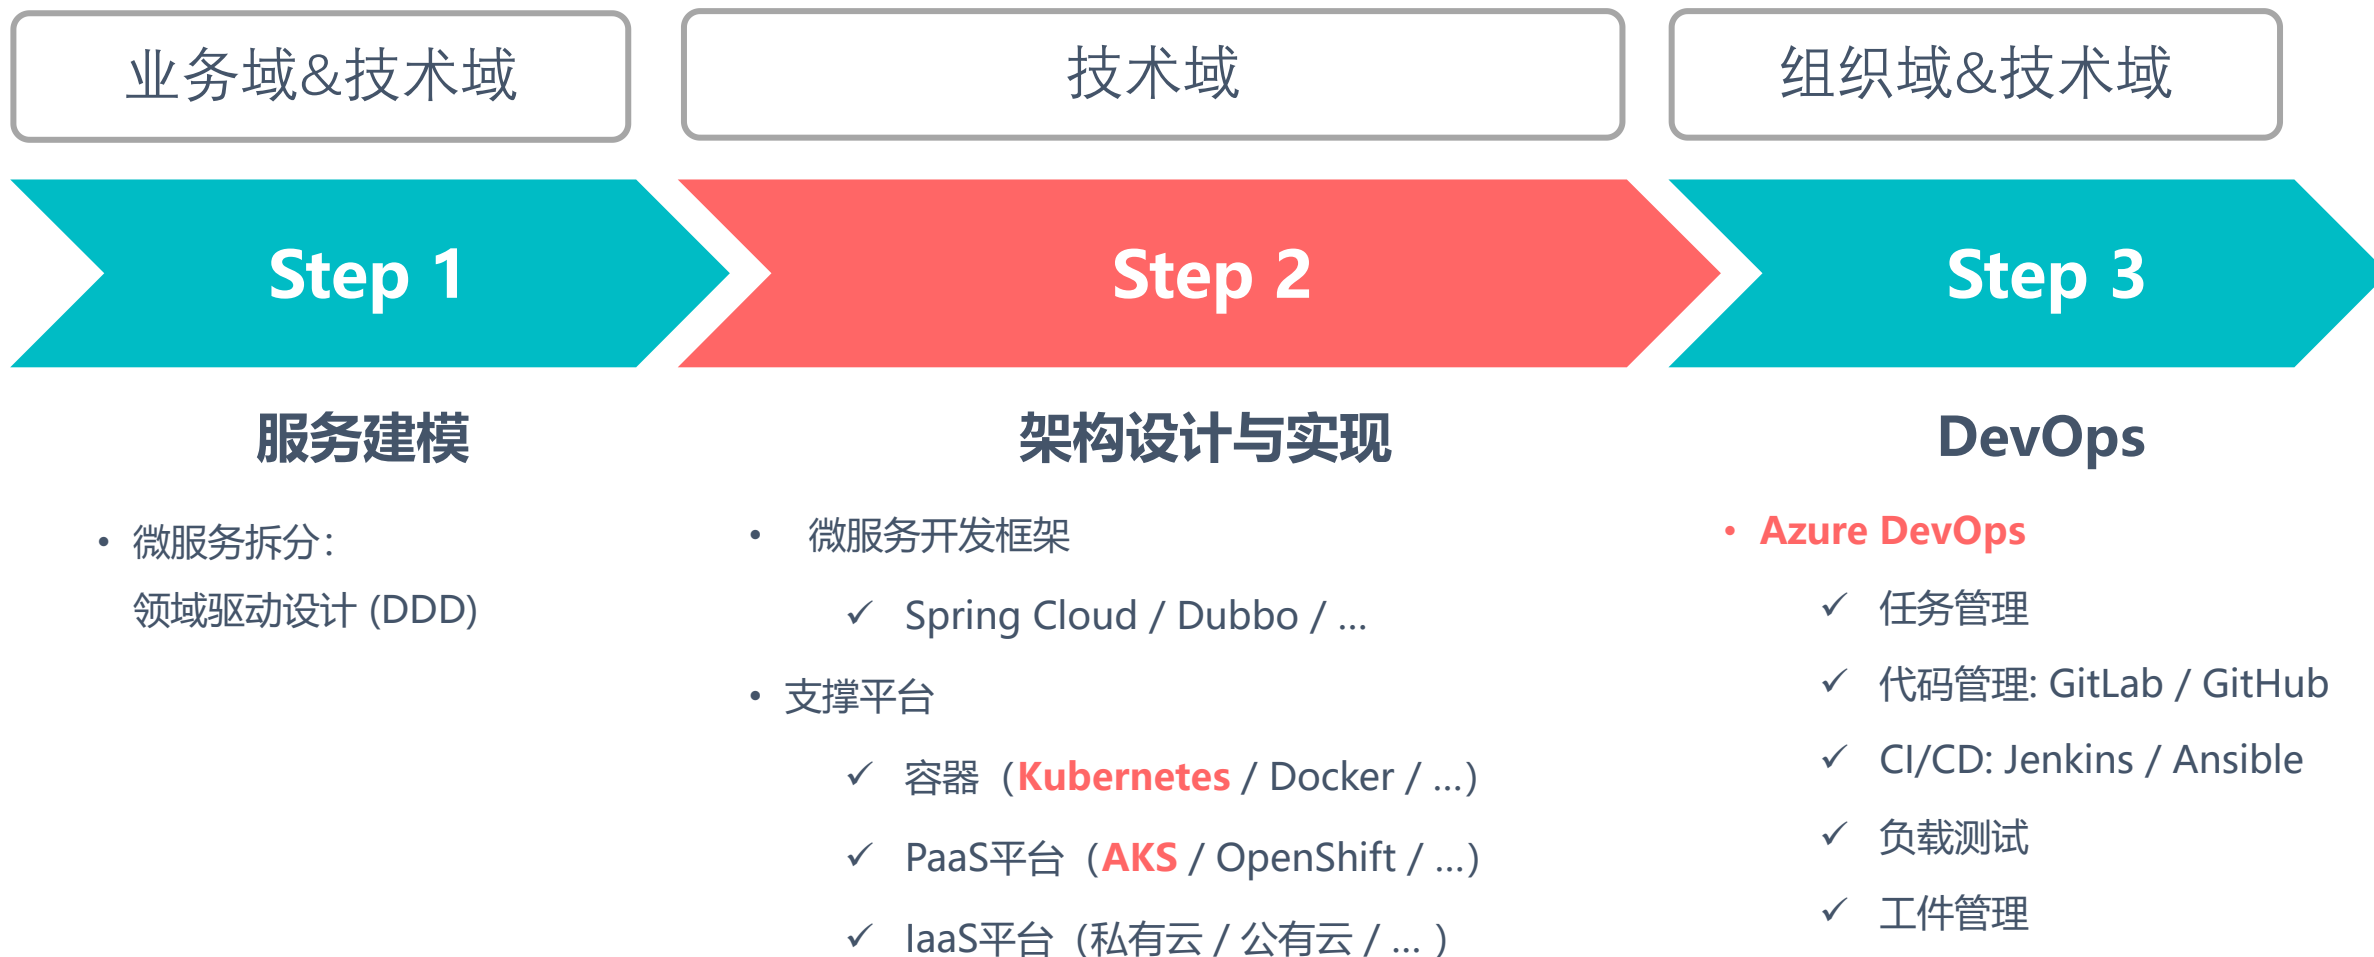 业务域&技术域
技术域
组织域&技术域
Step 1
Step 2
Step 3
服务建模
• 微服务拆分：
领域驱动设计 (DDD)
架构设计与实现
• 微服务开发框架
✓ Spring Cloud / Dubbo / ...
• 支撑平台
✓ 容器（Kubernetes / Docker / ...）
✓ PaaS平台（AKS / OpenShift / ...）
✓ IaaS平台（私有云 / 公有云 / ... ）
DevOps
• Azure DevOps
✓ 任务管理
✓ 代码管理: GitLab / GitHub
✓ CI/CD: Jenkins / Ansible
✓ 负载测试
✓ 工件管理